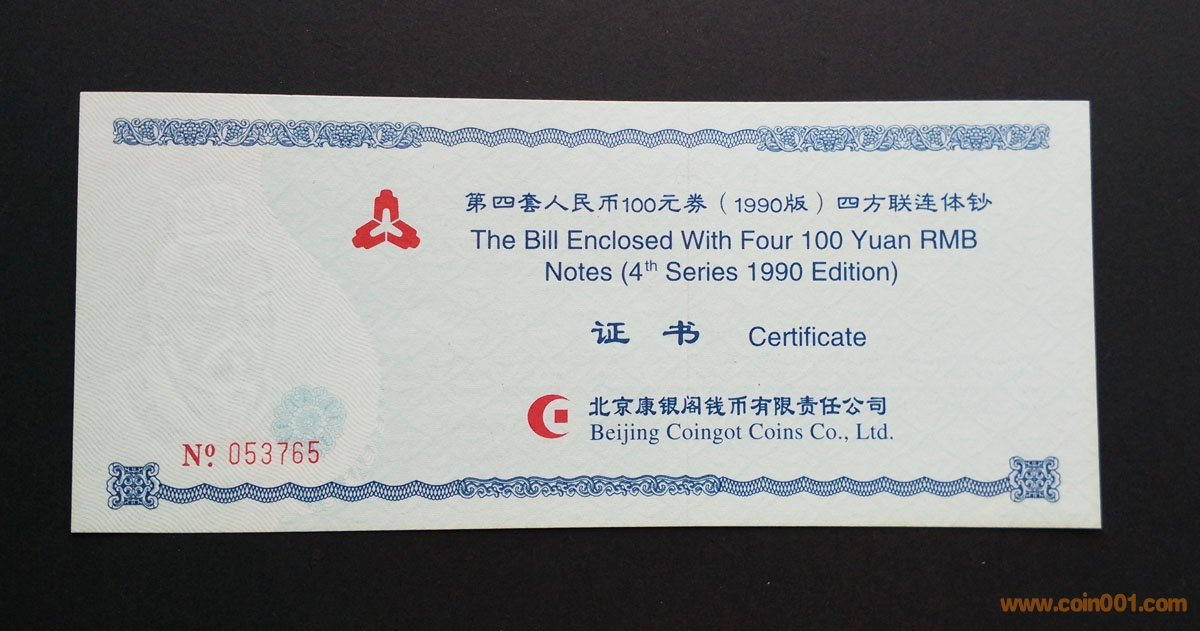 第四套人民币100元券（1990版）四方联连体钞
The Bill Enclosed With Four 100 Yuan RMB
Notes (4th Series 1990 Edition)
证 书 Certificate
北京康银阁钱币有限责任公司
Beijing Coingot Coins Co., Ltd.
Nº 053765
www.coin001.com